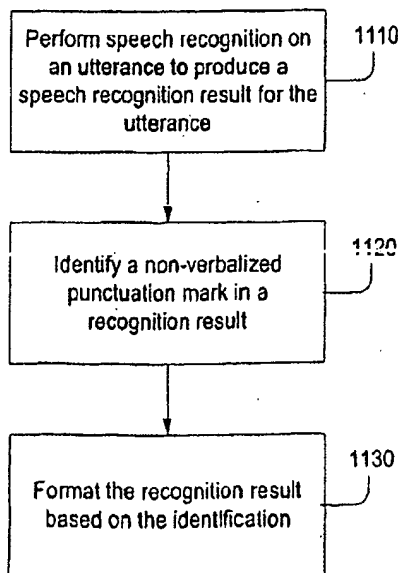 Perform speech recognition on
an utterance to produce a
speech recognition result for the
utterance
1110
Identify a non-verbalized
punctuation mark in a
recognition result
1120
Format the recognition result
based on the identification
1130